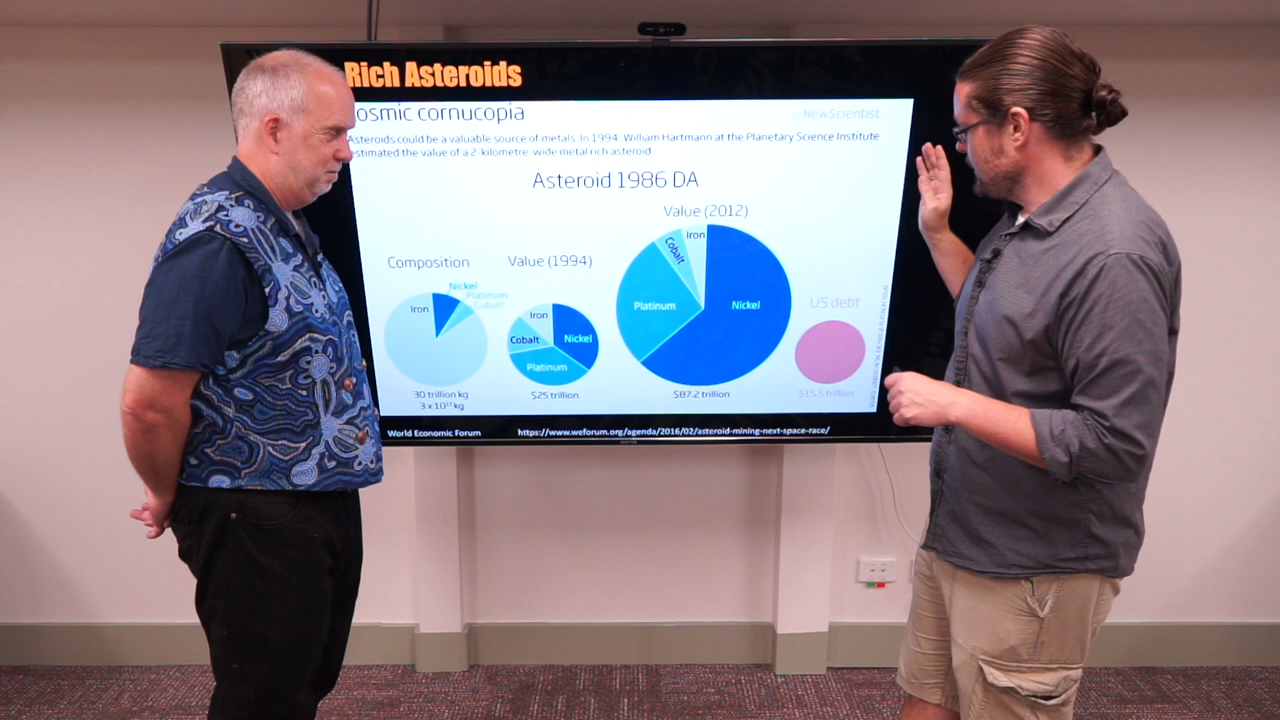 Rich Asteroids
osmic cornucopia
NewScientist
Asteroids could be a valuable source of metals. In 1994, William Hartmann at the Planetary Science Institute
estimated the value of a 2-kilometre-wide metal rich asteroid
Asteroid 1986 DA
Composition
Nickel
Platinum
Cobalt
Iron
30 trillion kg
3 x 10¹³ kg
Value (1994)
Iron
Cobalt
Nickel
Platinum
$25 trillion
Value (2012)
Iron
Cobalt
Platinum
Nickel
$87.2 trillion
US debt
$15.5 trillion
World Economic Forum
https://www.weforum.org/agenda/2016/02/asteroid-mining-next-space-race/